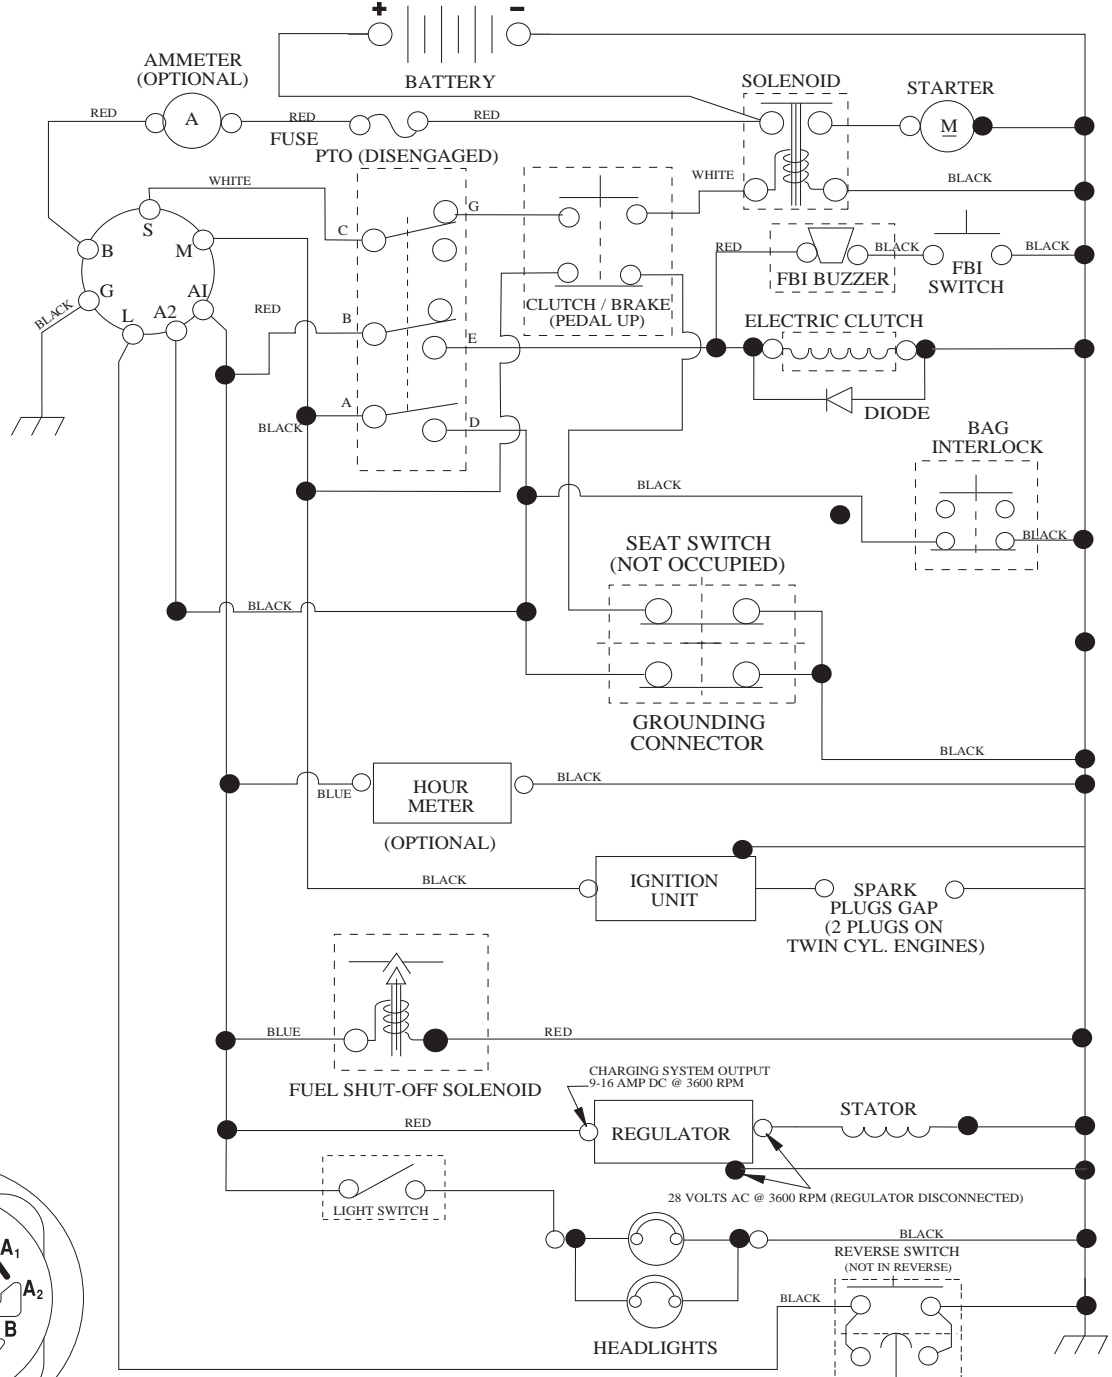 + -
BATTERY
AMMETER
(OPTIONAL)
SOLENOID
STARTER
RED
A
RED
FUSE
RED
M
PTO (DISENGAGED)
WHITE
WHITE
BLACK
S
C
G
B
M
RED
BLACK
BLACK
FBI BUZZER
FBI
SWITCH
G
L
A2
A1
BLACK
RED
B
E
CLUTCH / BRAKE
(PEDAL UP)
ELECTRIC CLUTCH
DIODE
A
D
BLACK
BAG
INTERLOCK
BLACK
BLACK
SEAT SWITCH
(NOT OCCUPIED)
BLACK
GROUNDING
CONNECTOR
BLACK
BLUE
HOUR
METER
BLACK
(OPTIONAL)
BLACK
IGNITION
UNIT
SPARK
PLUGS GAP
(2 PLUGS ON
TWIN CYL. ENGINES)
BLUE
RED
FUEL SHUT-OFF SOLENOID
CHARGING SYSTEM OUTPUT
9-16 AMP DC @ 3600 RPM
RED
REGULATOR
STATOR
28 VOLTS AC @ 3600 RPM (REGULATOR DISCONNECTED)
LIGHT SWITCH
BLACK
REVERSE SWITCH
(NOT IN REVERSE)
BLACK
HEADLIGHTS
A1
A2
B